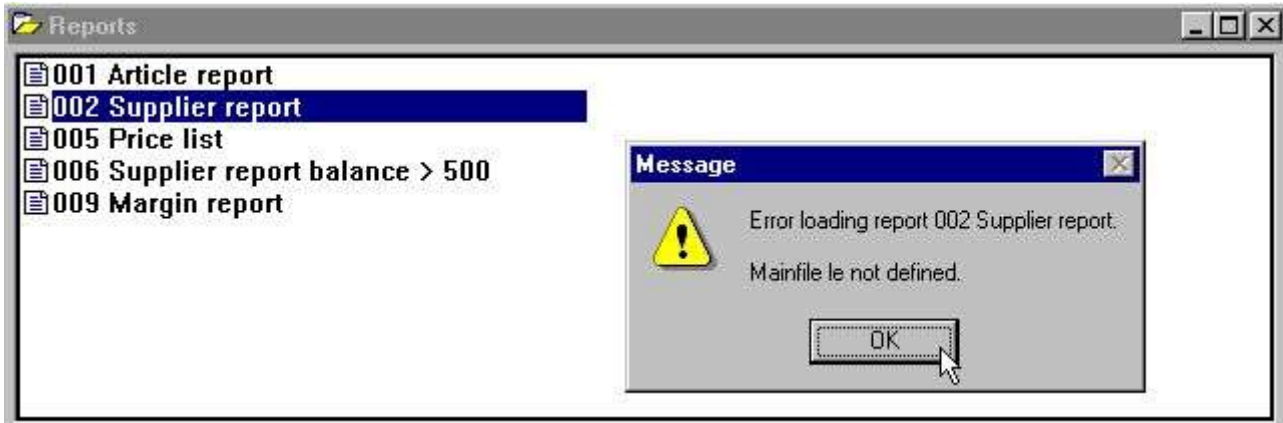 Reports
001 Article report
002 Supplier report
005 Price list
006 Supplier report balance > 500
009 Margin report
Message
Error loading report 002 Supplier report.
Mainfile le not defined.
OK